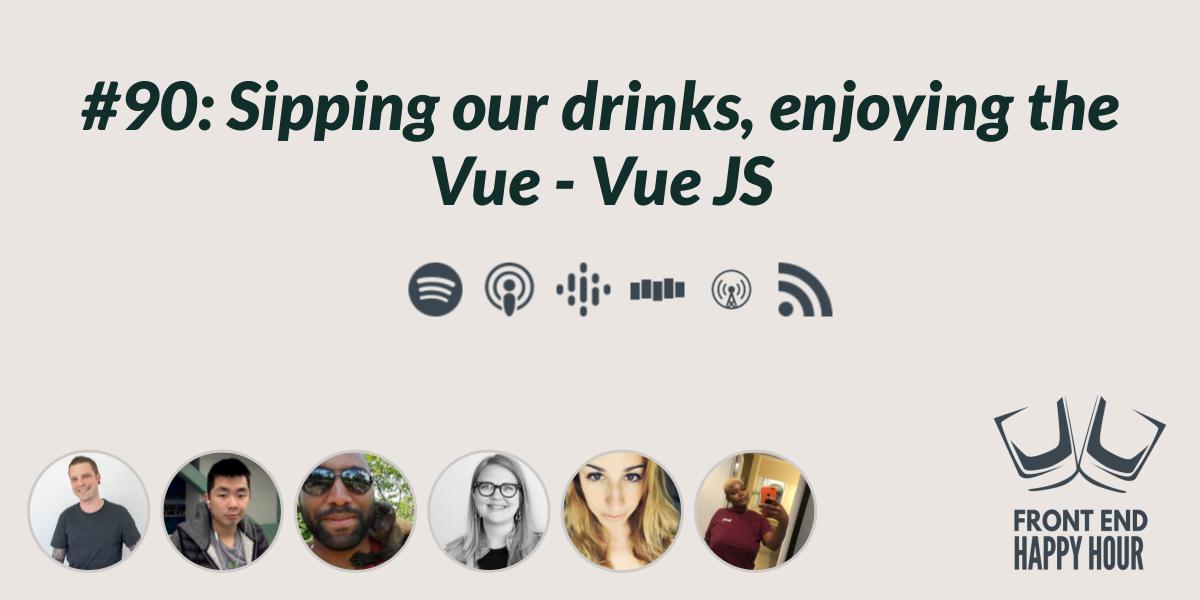 #90: Sipping our drinks, enjoying the
Vue - Vue JS
FRONT END
HAPPY HOUR